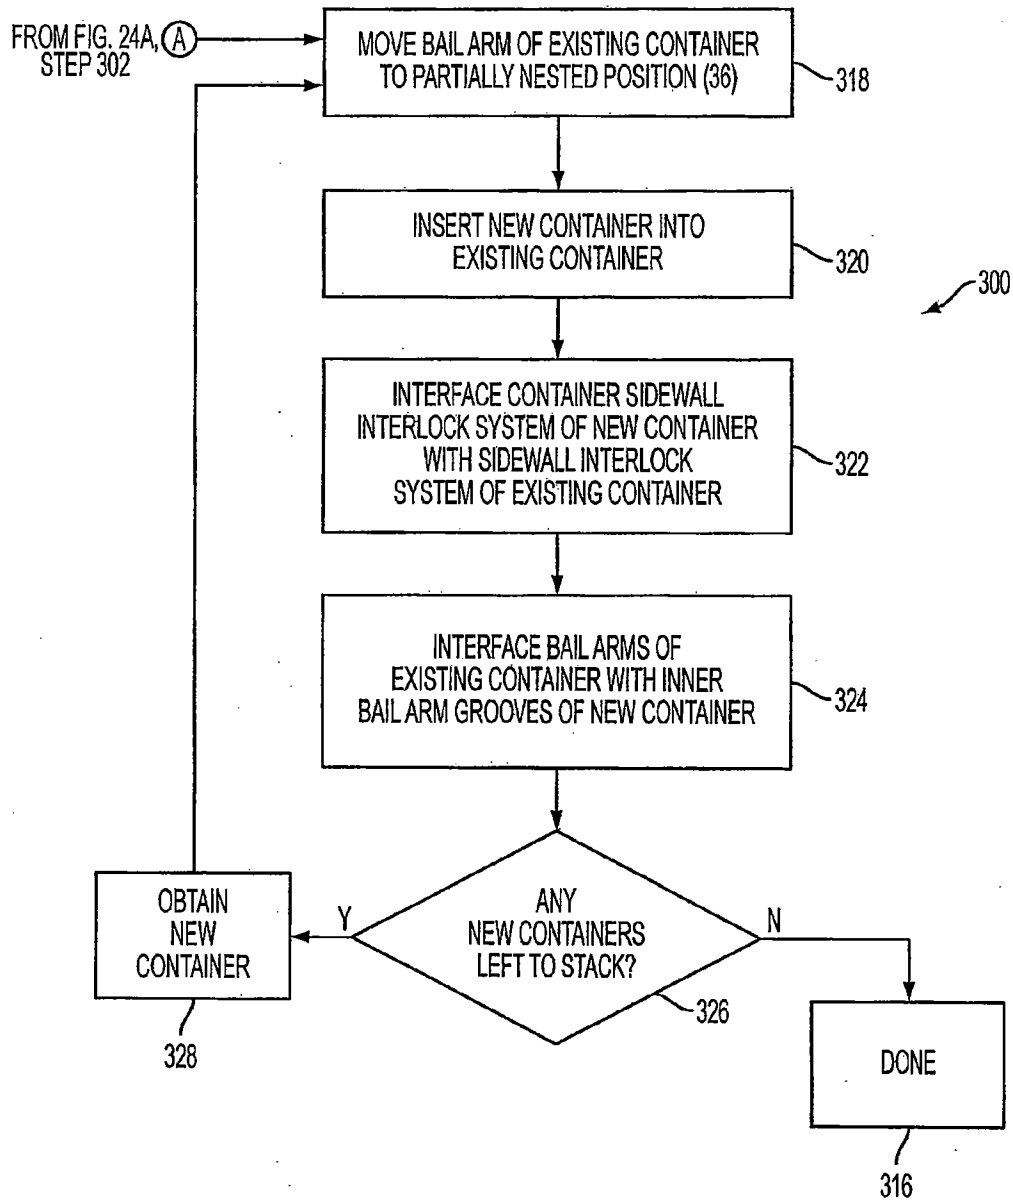 FROM FIG. 24A, A
STEP 302
MOVE BAIL ARM OF EXISTING CONTAINER
TO PARTIALLY NESTED POSITION (36)
318
INSERT NEW CONTAINER INTO
EXISTING CONTAINER
320
300
INTERFACE CONTAINER SIDEWALL
INTERLOCK SYSTEM OF NEW CONTAINER
WITH SIDEWALL INTERLOCK
SYSTEM OF EXISTING CONTAINER
322
INTERFACE BAIL ARMS OF
EXISTING CONTAINER WITH INNER
BAIL ARM GROOVES OF NEW CONTAINER
324
ANY
NEW CONTAINERS
LEFT TO STACK?
326
Y
N
OBTAIN
NEW
CONTAINER
328
DONE
316